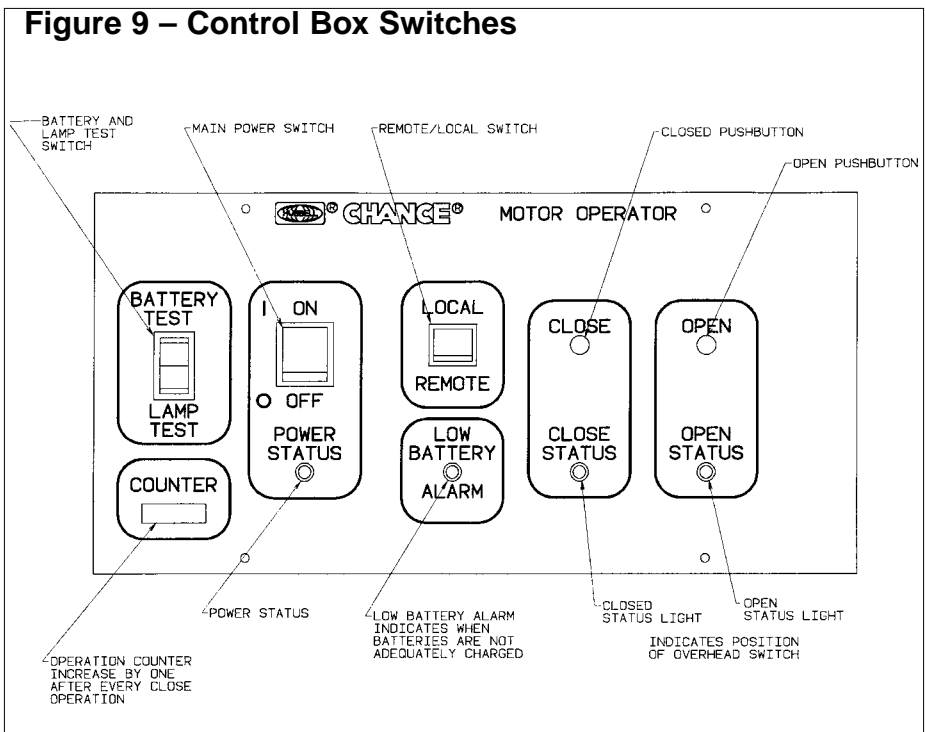 Figure 9 – Control Box Switches
BATTERY AND
LAMP TEST
SWITCH
MAIN POWER SWITCH
REMOTE/LOCAL SWITCH
CLOSED PUSHBUTTON
OPEN PUSHBUTTON
® CHANCE® MOTOR OPERATOR
BATTERY
TEST
LAMP
TEST
I ON
O OFF
POWER
STATUS
LOCAL
REMOTE
LOW
BATTERY
ALARM
CLOSE
CLOSE
STATUS
OPEN
OPEN
STATUS
COUNTER
OPERATION COUNTER
INCREASE BY ONE
AFTER EVERY CLOSE
OPERATION
POWER STATUS
LOW BATTERY ALARM
INDICATES WHEN
BATTERIES ARE NOT
ADEQUATELY CHARGED
CLOSED
STATUS LIGHT
OPEN
STATUS LIGHT
INDICATES POSITION
OF OVERHEAD SWITCH